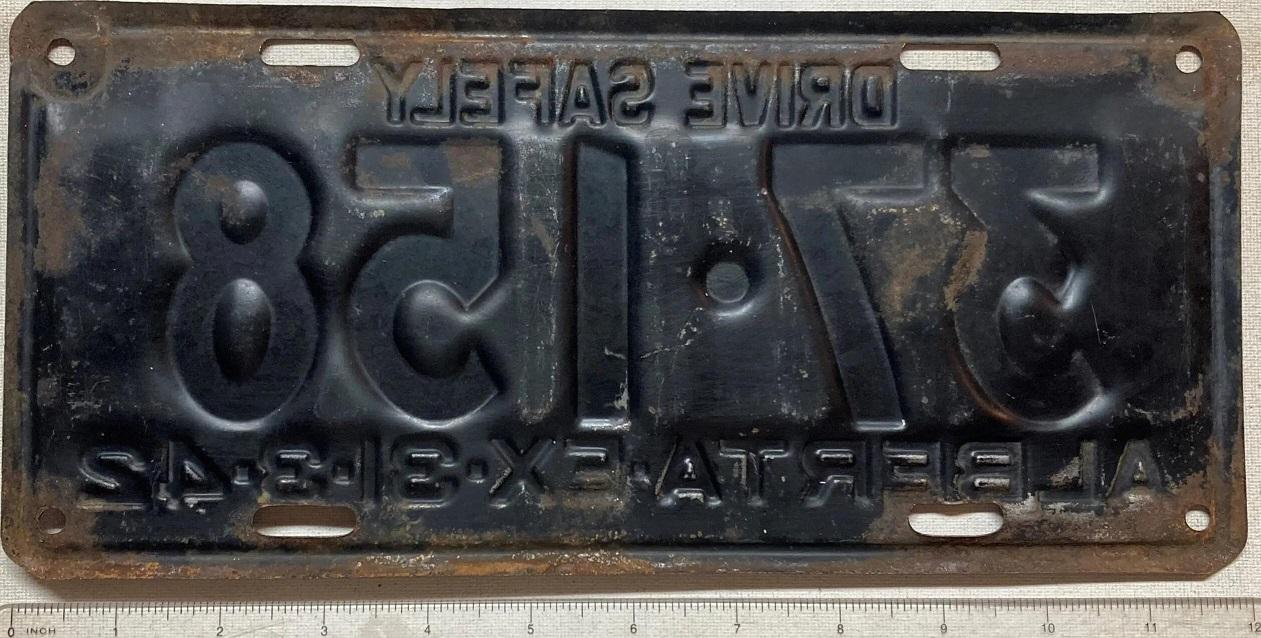 DRIVE SAFELY
37·158
ALBERTA·EX·31·3·42
0 INCH 1 2 3 4 5 6 7 8 9 10 11 12